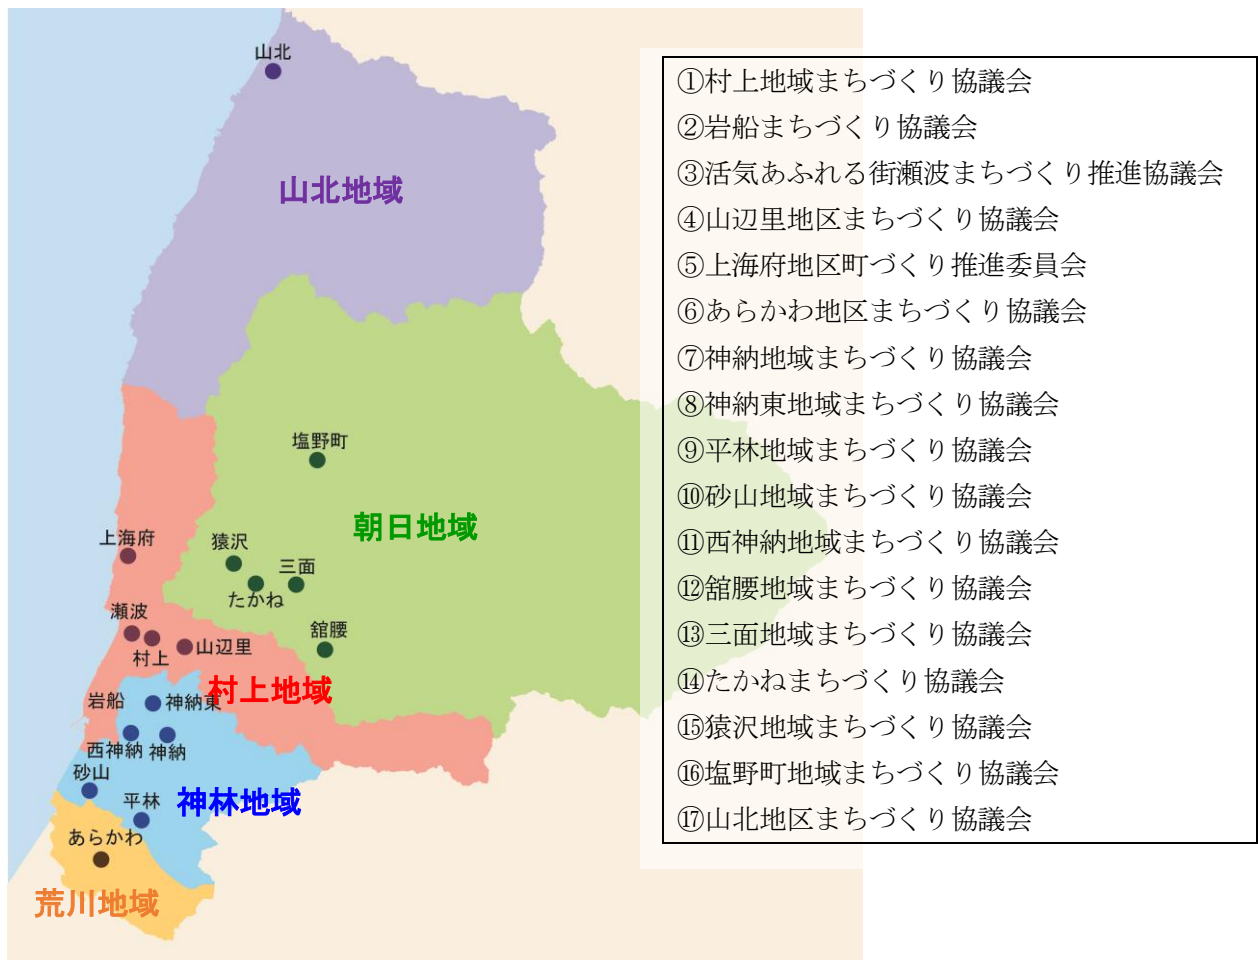 山北
山北地域
塩野町
朝日地域
上海府
猿沢
三面
たかね
瀬波
舘腰
村上
山辺里
村上地域
岩船
神納東
西神納
神納
砂山
平林
神林地域
あらかわ
荒川地域
①村上地域まちづくり協議会
②岩船まちづくり協議会
③活気あふれる街瀬波まちづくり推進協議会
④山辺里地区まちづくり協議会
⑤上海府地区町づくり推進委員会
⑥あらかわ地区まちづくり協議会
⑦神納地域まちづくり協議会
⑧神納東地域まちづくり協議会
⑨平林地域まちづくり協議会
⑩砂山地域まちづくり協議会
⑪西神納地域まちづくり協議会
⑫舘腰地域まちづくり協議会
⑬三面地域まちづくり協議会
⑭たかねまちづくり協議会
⑮猿沢地域まちづくり協議会
⑯塩野町地域まちづくり協議会
⑰山北地区まちづくり協議会